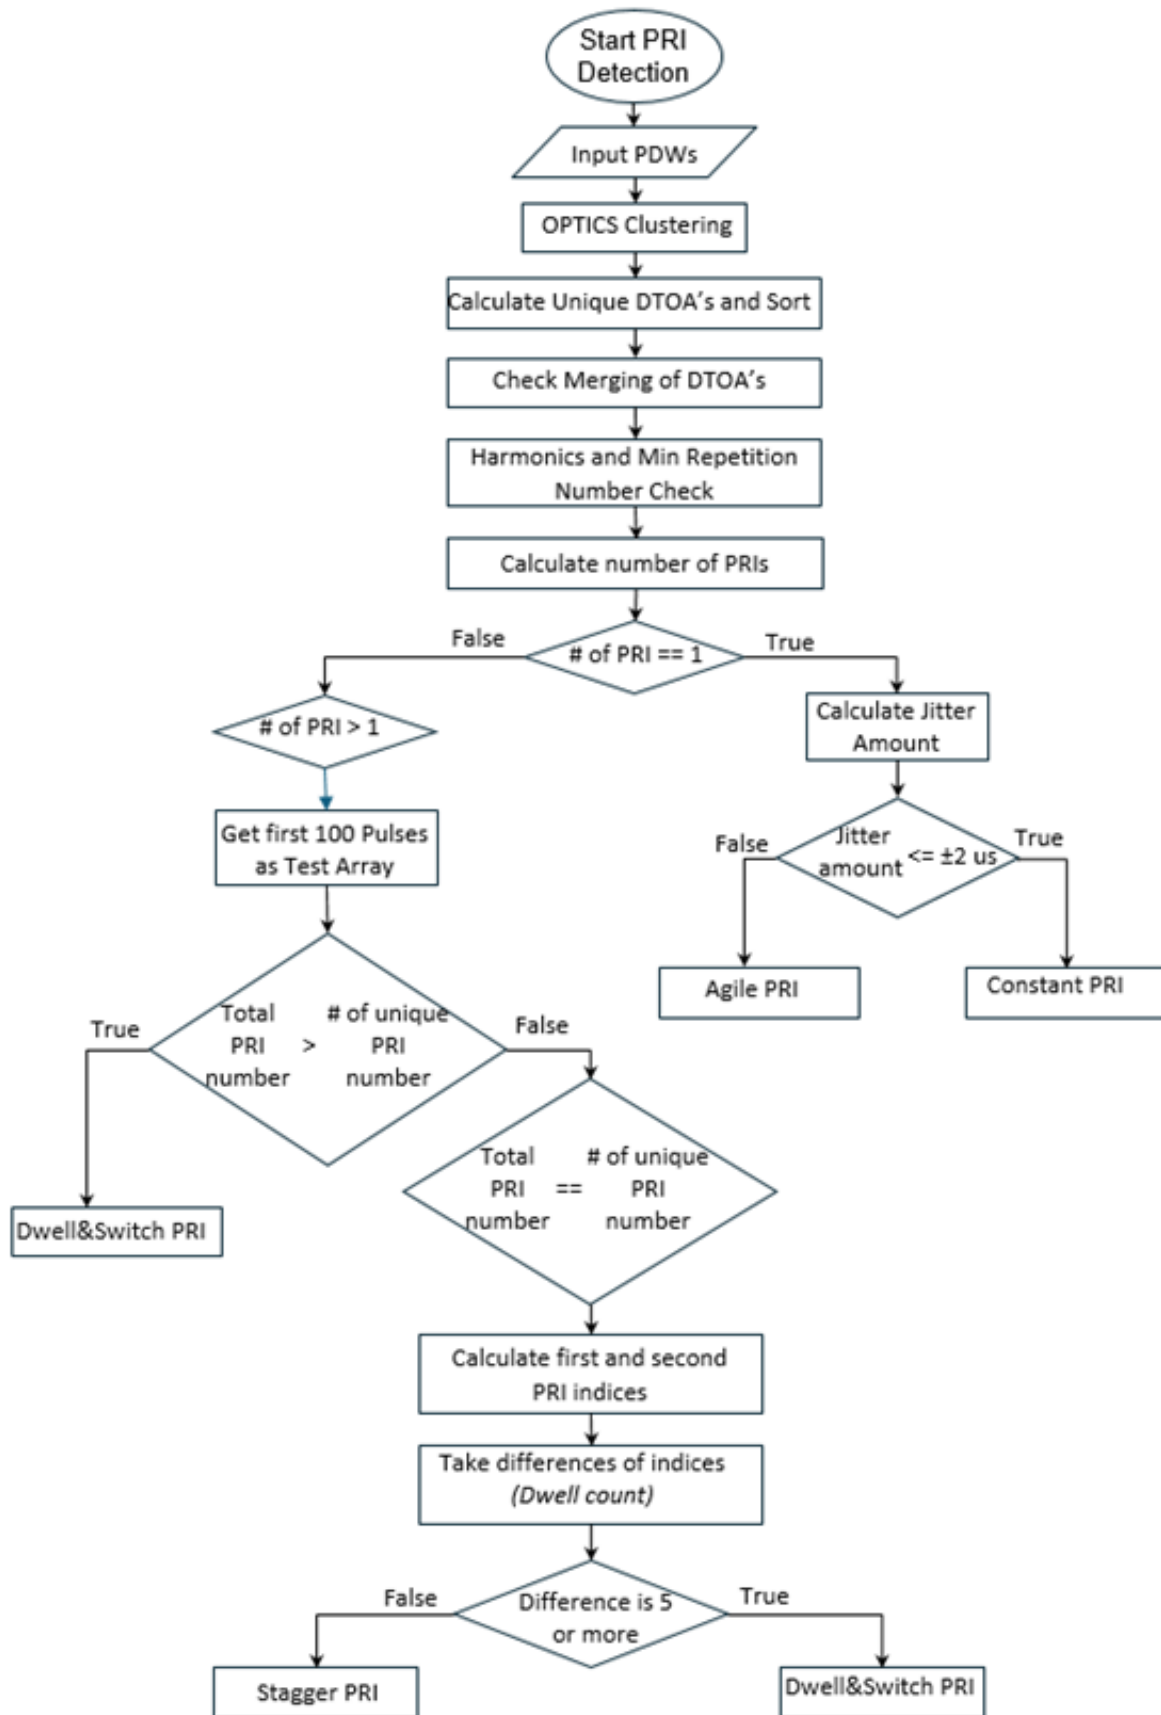 Start PRI
Detection
Input PDWs
OPTICS Clustering
Calculate Unique DTOA's and Sort
Check Merging of DTOA's
Harmonics and Min Repetition
Number Check
Calculate number of PRIs
False
# of PRI == 1
True
# of PRI > 1
Calculate Jitter
Amount
Get first 100 Pulses
as Test Array
False
Jitter
amount
<= ±2 us
True
Agile PRI
Constant PRI
True
Total
PRI
number
>
# of unique
PRI
number
False
Total
PRI
number
==
# of unique
PRI
number
Dwell&Switch PRI
Calculate first and second
PRI indices
Take differences of indices
(Dwell count)
False
Difference is 5
or more
True
Stagger PRI
Dwell&Switch PRI